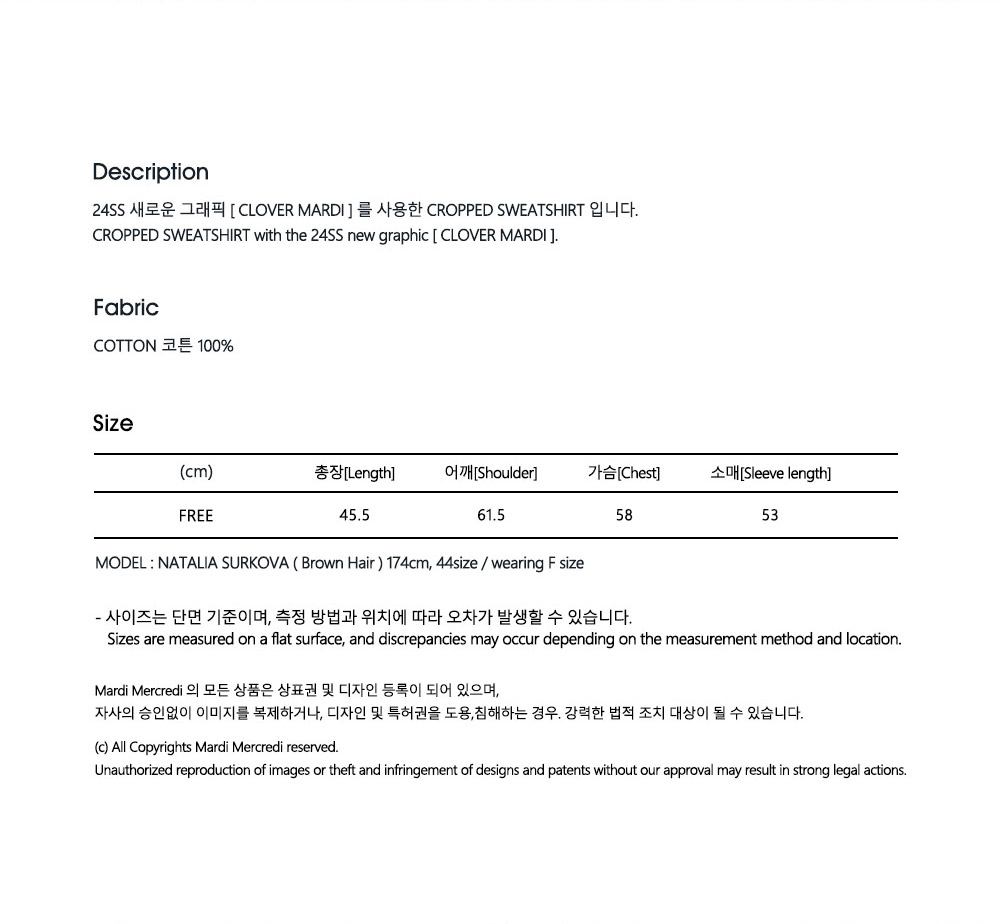 Description
24SS 새로운 그래픽 [ CLOVER MARDI ] 를 사용한 CROPPED SWEATSHIRT 입니다.
CROPPED SWEATSHIRT with the 24SS new graphic [ CLOVER MARDI ].
Fabric
COTTON 코튼 100%
Size
(cm) 총장[Length] 어깨[Shoulder] 가슴[Chest] 소매[Sleeve length]
FREE 45.5 61.5 58 53
MODEL : NATALIA SURKOVA ( Brown Hair ) 174cm, 44size / wearing F size
- 사이즈는 단면 기준이며, 측정 방법과 위치에 따라 오차가 발생할 수 있습니다.
Sizes are measured on a flat surface, and discrepancies may occur depending on the measurement method and location.
Mardi Mercredi 의 모든 상품은 상표권 및 디자인 등록이 되어 있으며,
자사의 승인없이 이미지를 복제하거나, 디자인 및 특허권을 도용,침해하는 경우. 강력한 법적 조치 대상이 될 수 있습니다.
(c) All Copyrights Mardi Mercredi reserved.
Unauthorized reproduction of images or theft and infringement of designs and patents without our approval may result in strong legal actions.